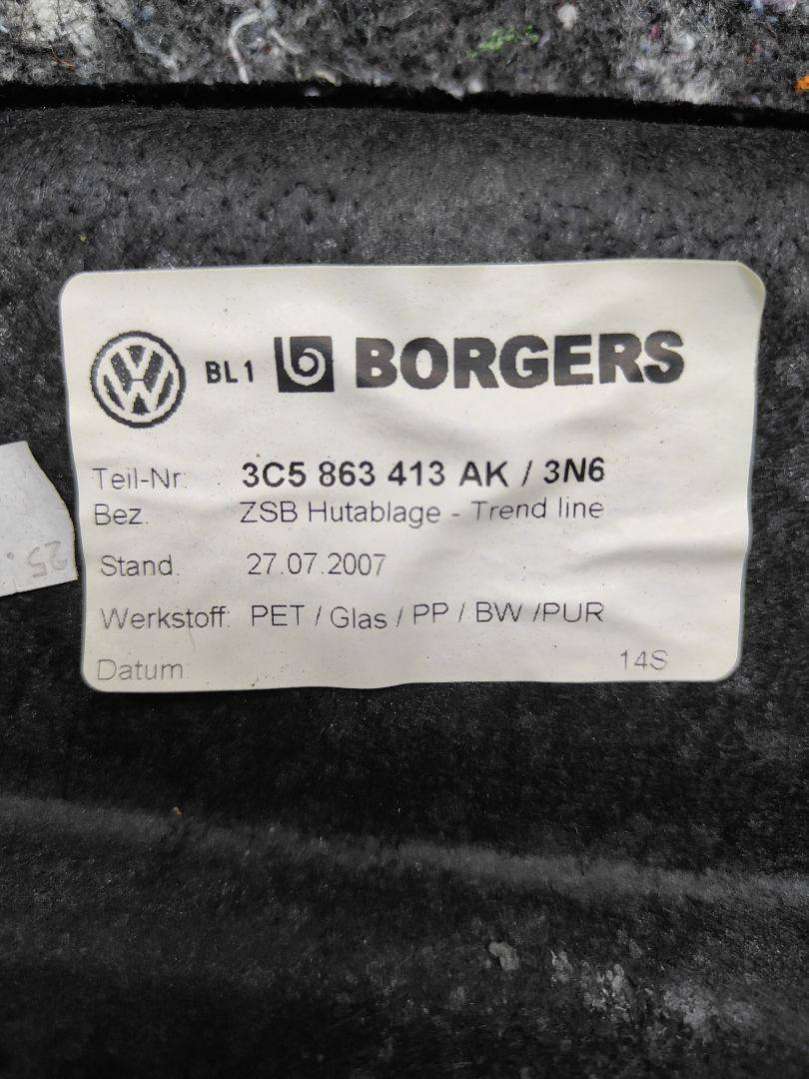 BL1 BORGERS
Teil-Nr. 3C5 863 413 AK / 3N6
Bez. ZSB Hutablage - Trend line
Stand. 27.07.2007
Werkstoff: PET / Glas / PP / BW /PUR
Datum 14S
25